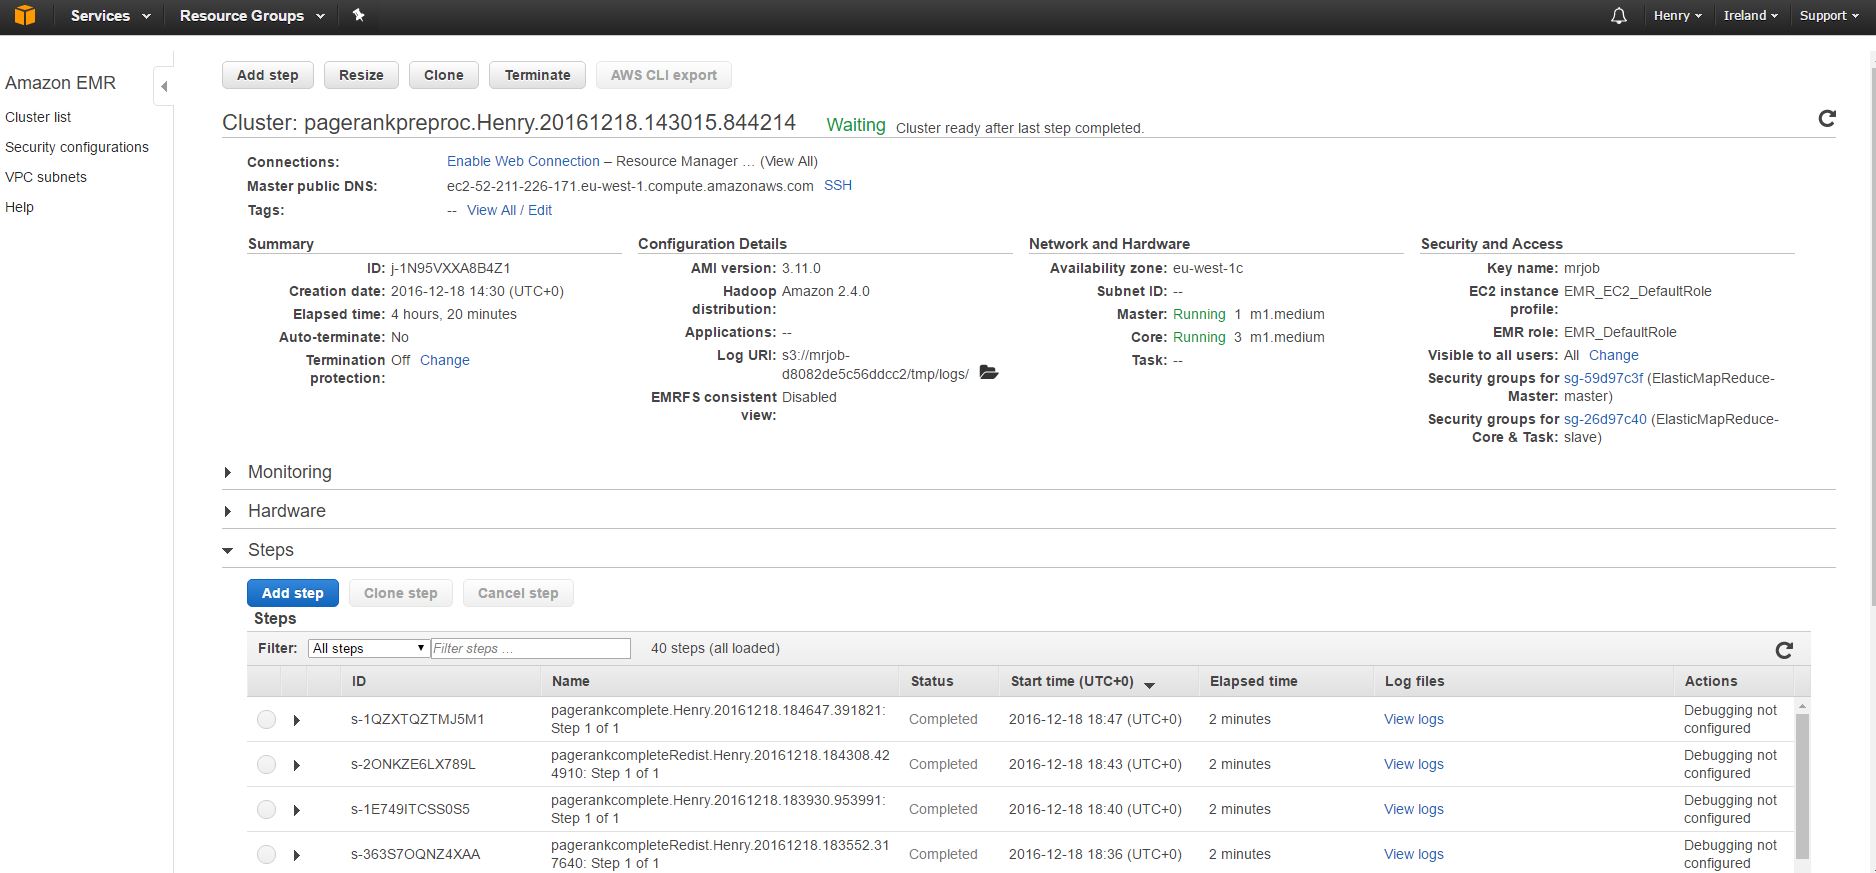 Services Resource Groups Henry Ireland Support
Amazon EMR
Cluster list
Security configurations
VPC subnets
Help
Add step Resize Clone Terminate AWS CLI export
Cluster: pagerankpreproc.Henry.20161218.143015.844214 Waiting Cluster ready after last step completed.
Connections: Enable Web Connection – Resource Manager … (View All)
Master public DNS: ec2-52-211-226-171.eu-west-1.compute.amazonaws.com SSH
Tags: -- View All / Edit
Summary
ID: j-1N95VXXA8B4Z1
Creation date: 2016-12-18 14:30 (UTC+0)
Elapsed time: 4 hours, 20 minutes
Auto-terminate: No
Termination Off Change
protection:
Configuration Details
AMI version: 3.11.0
Hadoop Amazon 2.4.0
distribution:
Applications: --
Log URI: s3://mrjob-
d8082de5c56ddcc2/tmp/logs/
EMRFS consistent Disabled
view:
Network and Hardware
Availability zone: eu-west-1c
Subnet ID: --
Master: Running 1 m1.medium
Core: Running 3 m1.medium
Task: --
Security and Access
Key name: mrjob
EC2 instance EMR_EC2_DefaultRole
profile:
EMR role: EMR_DefaultRole
Visible to all users: All Change
Security groups for sg-59d97c3f (ElasticMapReduce-
Master: master)
Security groups for sg-26d97c40 (ElasticMapReduce-
Core & Task: slave)
Monitoring
Hardware
Steps
Add step Clone step Cancel step
Steps
Filter: All steps Filter steps ... 40 steps (all loaded)
ID Name Status Start time (UTC+0) Elapsed time Log files Actions
s-1QZXTQZTMJ5M1 pagerankcomplete.Henry.20161218.184647.391821: Completed 2016-12-18 18:47 (UTC+0) 2 minutes View logs Debugging not
Step 1 of 1 configured
s-2ONKZE6LX789L pagerankcompleteRedist.Henry.20161218.184308.42 Completed 2016-12-18 18:43 (UTC+0) 2 minutes View logs Debugging not
4910: Step 1 of 1 configured
s-1E749ITCSS0S5 pagerankcomplete.Henry.20161218.183930.953991: Completed 2016-12-18 18:40 (UTC+0) 2 minutes View logs Debugging not
Step 1 of 1 configured
s-363S7OQNZ4XAA pagerankcompleteRedist.Henry.20161218.183552.31 Completed 2016-12-18 18:36 (UTC+0) 2 minutes View logs Debugging not
7640: Step 1 of 1 configured